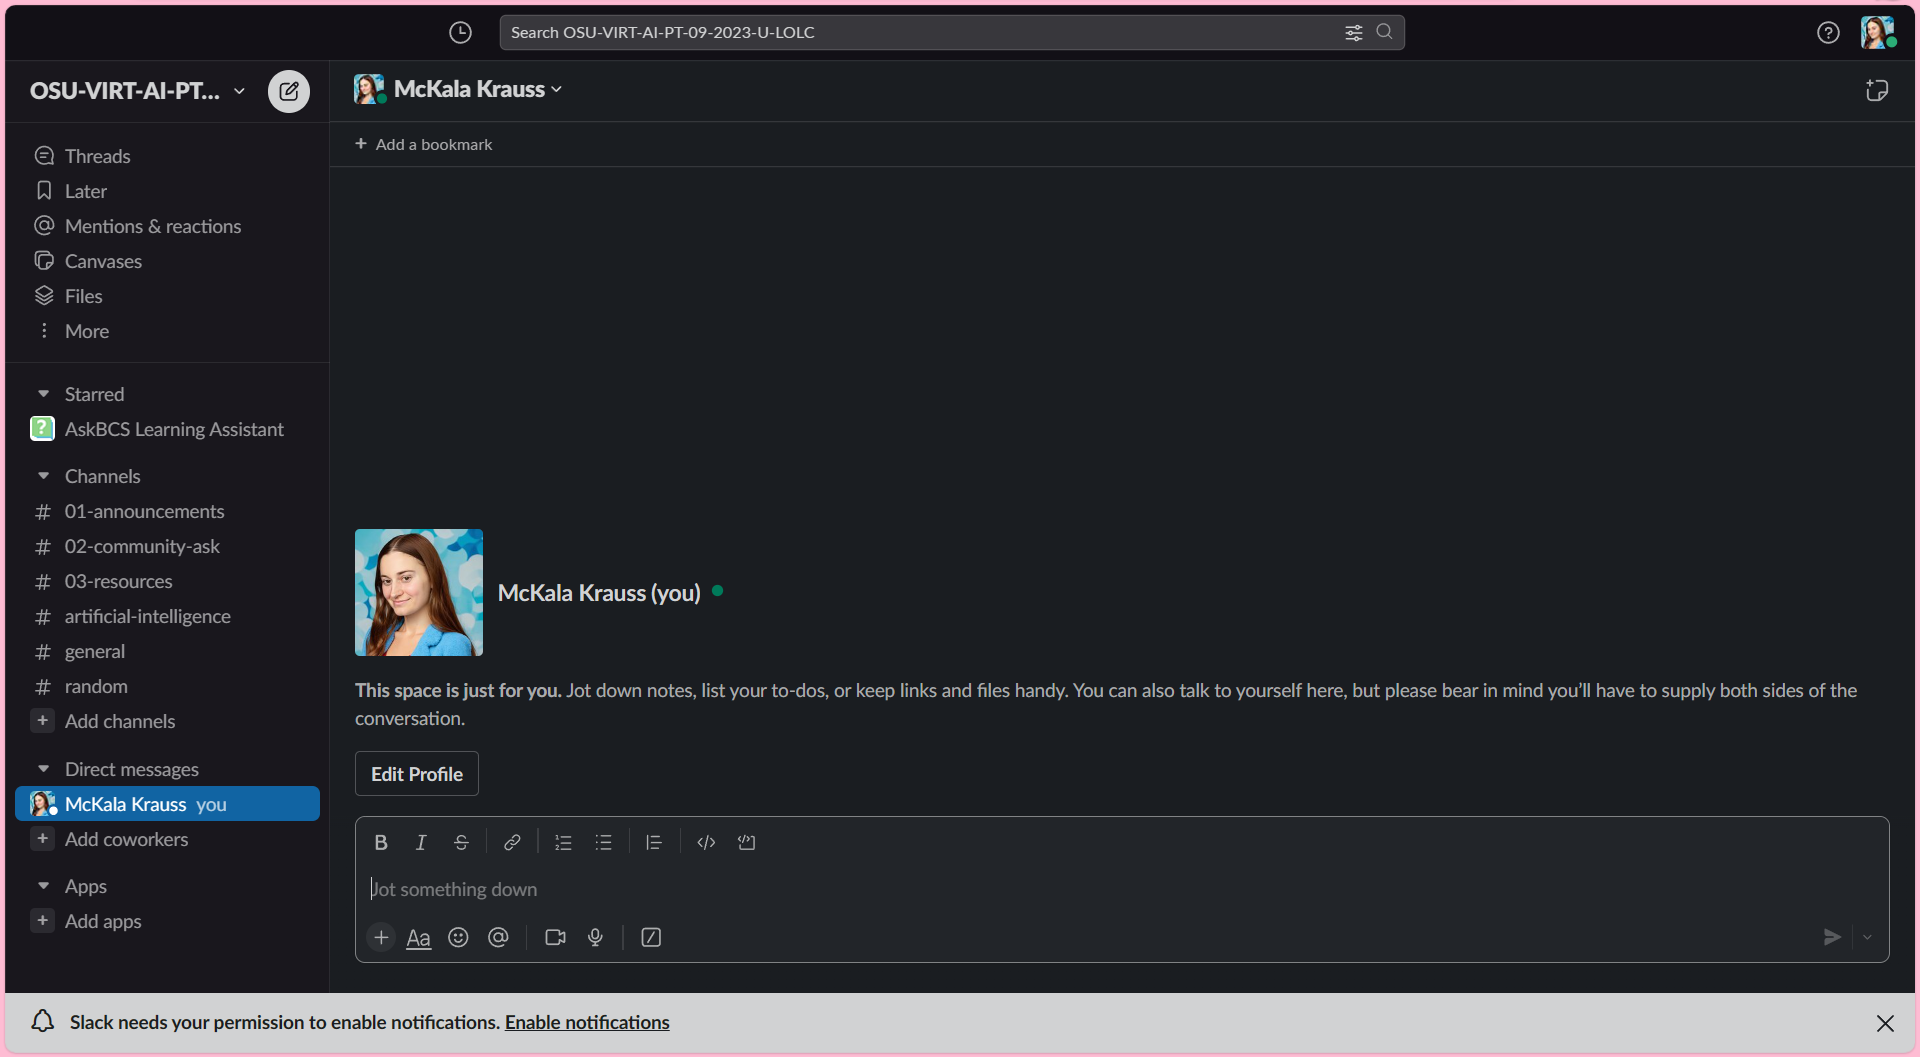 Search OSU-VIRT-AI-PT-09-2023-U-LOLC
OSU-VIRT-AI-PT...
Threads
Later
Mentions & reactions
Canvases
Files
More
Starred
AskBCS Learning Assistant
Channels
# 01-announcements
# 02-community-ask
# 03-resources
# artificial-intelligence
# general
# random
+ Add channels
Direct messages
McKala Krauss you
+ Add coworkers
Apps
+ Add apps
McKala Krauss
+ Add a bookmark
McKala Krauss (you)
This space is just for you. Jot down notes, list your to-dos, or keep links and files handy. You can also talk to yourself here, but please bear in mind you’ll have to supply both sides of the
conversation.
Edit Profile
B I S
Jot something down
+ Aa @
Slack needs your permission to enable notifications. Enable notifications